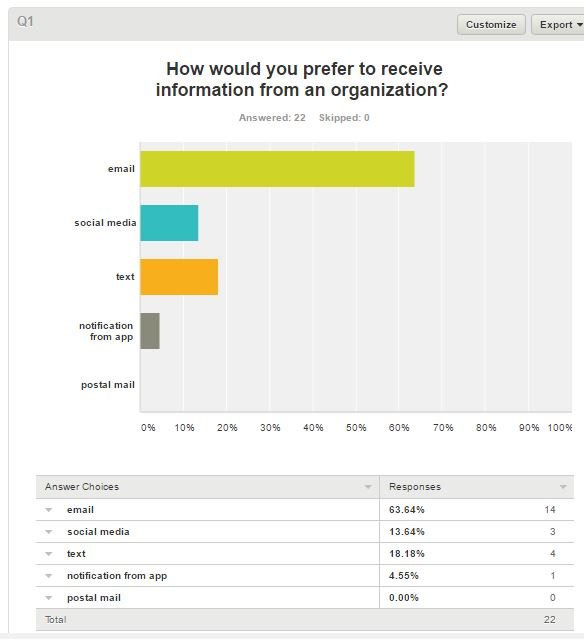 Q1
Customize
Export
How would you prefer to receive
information from an organization?
Answered: 22 Skipped: 0
email
social media
text
notification
from app
postal mail
0% 10% 20% 30% 40% 50% 60% 70% 80% 90% 100%
Answer Choices Responses
email 63.64% 14
social media 13.64% 3
text 18.18% 4
notification from app 4.55% 1
postal mail 0.00% 0
Total 22